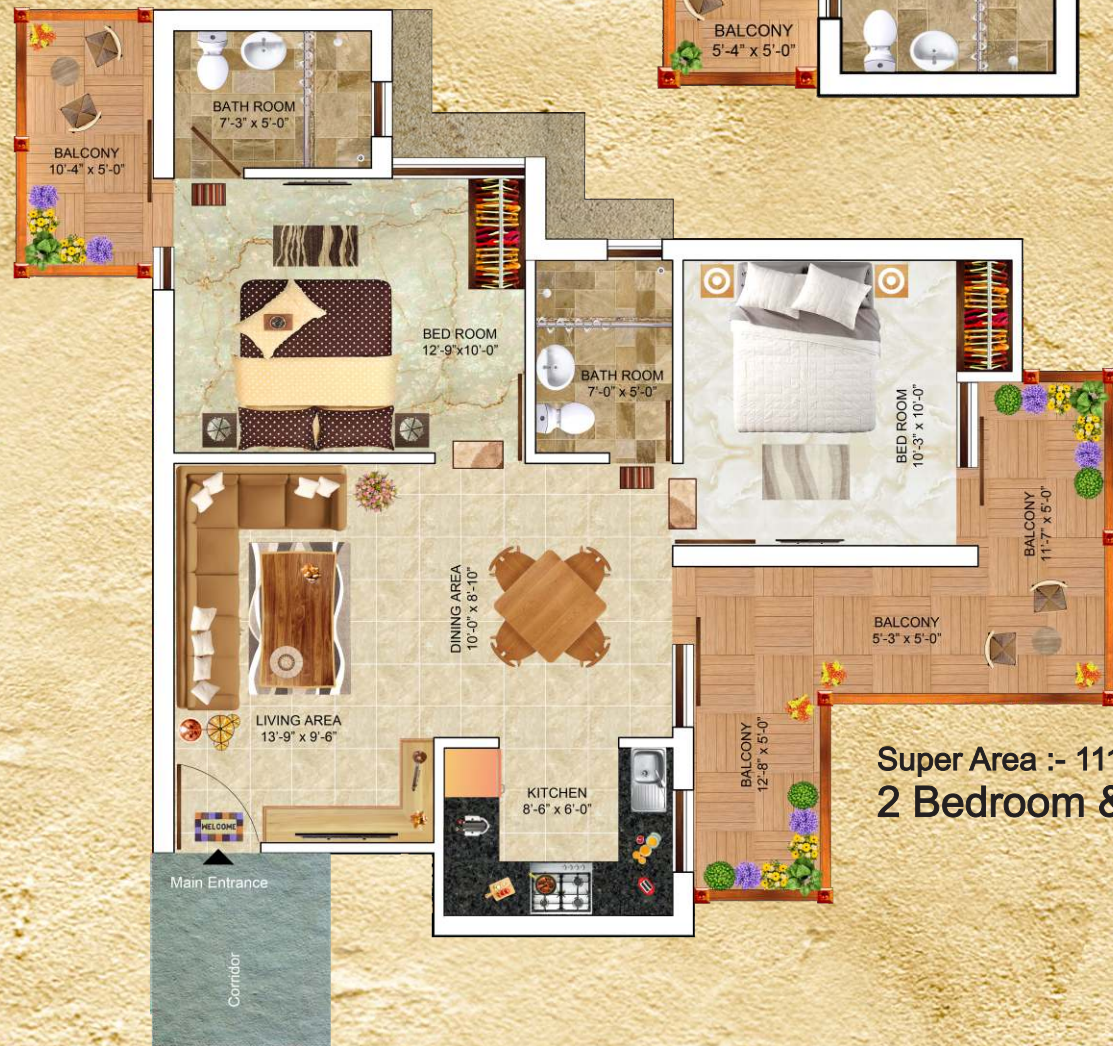 BALCONY
5'-4" x 5'-0"
BATH ROOM
7'-3" x 5'-0"
BALCONY
10'-4" x 5'-0"
BED ROOM
12'-9"x10'-0"
BATH ROOM
7'-0" x 5'-0"
BED ROOM
10'-3" x 10'-0"
BALCONY
11'-7" x 5'-0"
DINING AREA
10'-0" x 8'-10"
BALCONY
5'-3" x 5'-0"
LIVING AREA
13'-9" x 9'-6"
BALCONY
12'-8" x 5'-0"
KITCHEN
8'-6" x 6'-0"
WELCOME
Main Entrance
Corridor
Super Area :- 111
2 Bedroom &